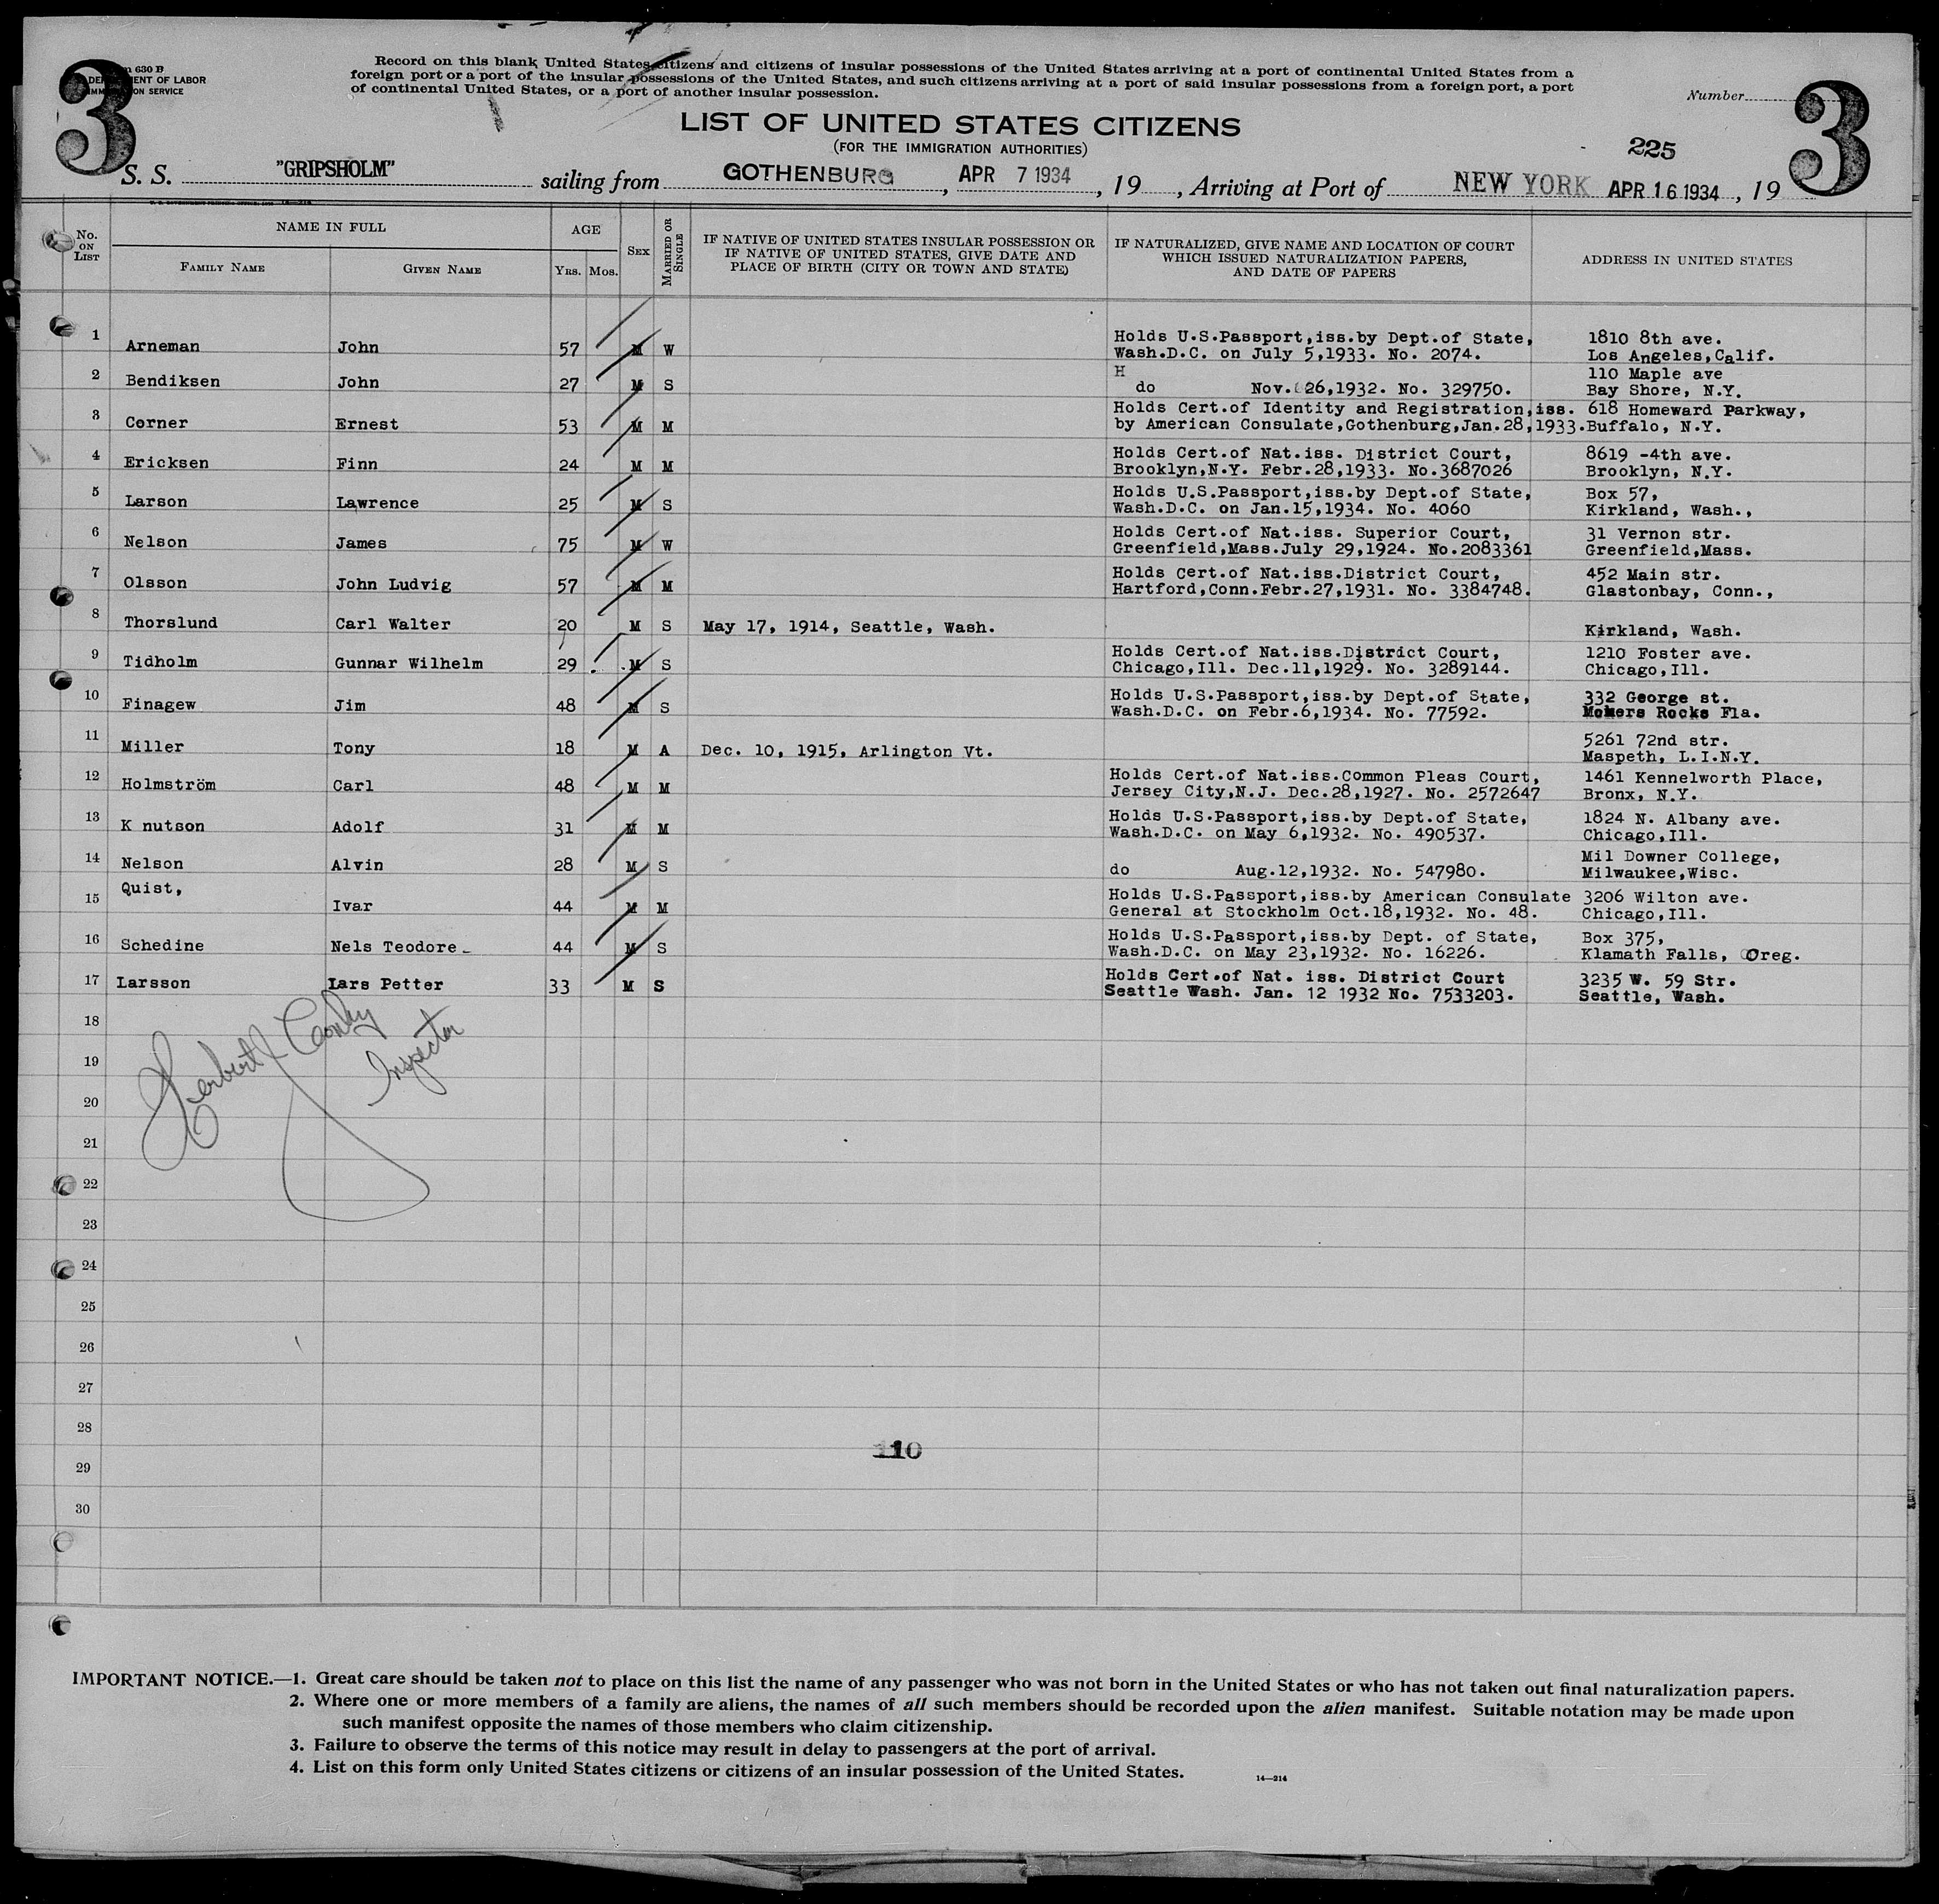 3
630 B
DEPARTMENT OF LABOR
IMMIGRATION SERVICE
Record on this blank United States citizens and citizens of insular possessions of the United States arriving at a port of continental United States from a
foreign port or a port of the insular possessions of the United States, and such citizens arriving at a port of said insular possessions from a foreign port, a port
of continental United States, or a port of another insular possession.
Number
3
LIST OF UNITED STATES CITIZENS
(FOR THE IMMIGRATION AUTHORITIES)
225
S. S. "GRIPSHOLM" sailing from GOTHENBURG, APR 7 1934, 19 , Arriving at Port of NEW YORK APR 16 1934, 19
No. ON LIST NAME IN FULL AGE SEX MARRIED OR SINGLE IF NATIVE OF UNITED STATES INSULAR POSSESSION OR IF NATIVE OF UNITED STATES, GIVE DATE AND PLACE OF BIRTH (CITY OR TOWN AND STATE) IF NATURALIZED, GIVE NAME AND LOCATION OF COURT WHICH ISSUED NATURALIZATION PAPERS, AND DATE OF PAPERS ADDRESS IN UNITED STATES
FAMILY NAME GIVEN NAME YRS. MOS.
1 Arneman John 57 M W Holds U.S.Passport,iss.by Dept.of State, 1810 8th ave.
Wash.D.C. on July 5,1933. No. 2074. Los Angeles,Calif.
2 Bendiksen John 27 M S H 110 Maple ave
do Nov. 26,1932. No. 329750. Bay Shore, N.Y.
3 Corner Ernest 53 M M Holds Cert.of Identity and Registration,iss. 618 Homeward Parkway,
by American Consulate,Gothenburg,Jan.28,1933. Buffalo, N.Y.
4 Ericksen Finn 24 M M Holds Cert.of Nat.iss. District Court, 8619 -4th ave.
Brooklyn,N.Y. Febr.28,1933. No.3687026 Brooklyn, N.Y.
5 Larson Lawrence 25 M S Holds U.S.Passport,iss.by Dept.of State, Box 57,
Wash.D.C. on Jan.15,1934. No. 4060 Kirkland, Wash.,
6 Nelson James 75 M W Holds Cert.of Nat.iss. Superior Court, 31 Vernon str.
Greenfield,Mass.July 29,1924. No.2083361 Greenfield,Mass.
7 Olsson John Ludvig 57 M M Holds Cert.of Nat.iss.District Court, 452 Main str.
Hartford,Conn.Febr.27,1931. No. 3384748. Glastonbay, Conn.,
8 Thorslund Carl Walter 20 M S May 17, 1914, Seattle, Wash. Kirkland, Wash.
9 Tidholm Gunnar Wilhelm 29 M S Holds Cert.of Nat.iss.District Court, 1210 Foster ave.
Chicago,Ill. Dec.11,1929. No. 3289144. Chicago,Ill.
10 Finagew Jim 48 M S Holds U.S.Passport,iss.by Dept.of State, 332 George st.
Wash.D.C. on Febr.6,1934. No. 77592. Rocks Fla.
11 Miller Tony 18 M A Dec. 10, 1915, Arlington Vt. 5261 72nd str.
Maspeth, L.I.N.Y.
12 Holmström Carl 48 M M Holds Cert.of Nat.iss.Common Pleas Court, 1461 Kennelworth Place,
Jersey City,N.J. Dec.28,1927. No. 2572647 Bronx, N.Y.
13 K nutson Adolf 31 M M Holds U.S.Passport,iss.by Dept.of State, 1824 N. Albany ave.
Wash.D.C. on May 6,1932. No. 490537. Chicago,Ill.
14 Nelson Alvin 28 M S Mil Downer College,
do Aug.12,1932. No. 547980. Milwaukee,Wisc.
15 Quist, Ivar 44 M M Holds U.S.Passport,iss.by American Consulate 3206 Wilton ave.
General at Stockholm Oct.18,1932. No. 48. Chicago,Ill.
16 Schedine Nels Teodore 44 M S Holds U.S.Passport,iss.by Dept. of State, Box 375,
Wash.D.C. on May 23,1932. No. 16226. Klamath Falls, Oreg.
17 Larsson Lars Petter 33 M S Holds Cert.of Nat. iss. District Court 3235 W. 59 Str.
Seattle Wash. Jan. 12 1932 No. 7533203. Seattle, Wash.
18
19
Herbert Inspector
20
21
22
23
24
25
26
27
28
110
29
30
IMPORTANT NOTICE.—1. Great care should be taken not to place on this list the name of any passenger who was not born in the United States or who has not taken out final naturalization papers.
2. Where one or more members of a family are aliens, the names of all such members should be recorded upon the alien manifest. Suitable notation may be made upon
such manifest opposite the names of those members who claim citizenship.
3. Failure to observe the terms of this notice may result in delay to passengers at the port of arrival.
4. List on this form only United States citizens or citizens of an insular possession of the United States.
14—214